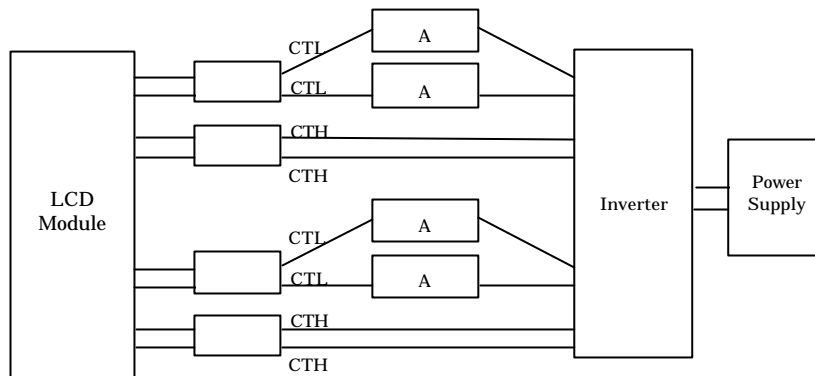 CTL
A
CTL
A
CTH
CTH
LCD
Module
Inverter
Power
Supply
CTL
A
CTL
A
CTH
CTH